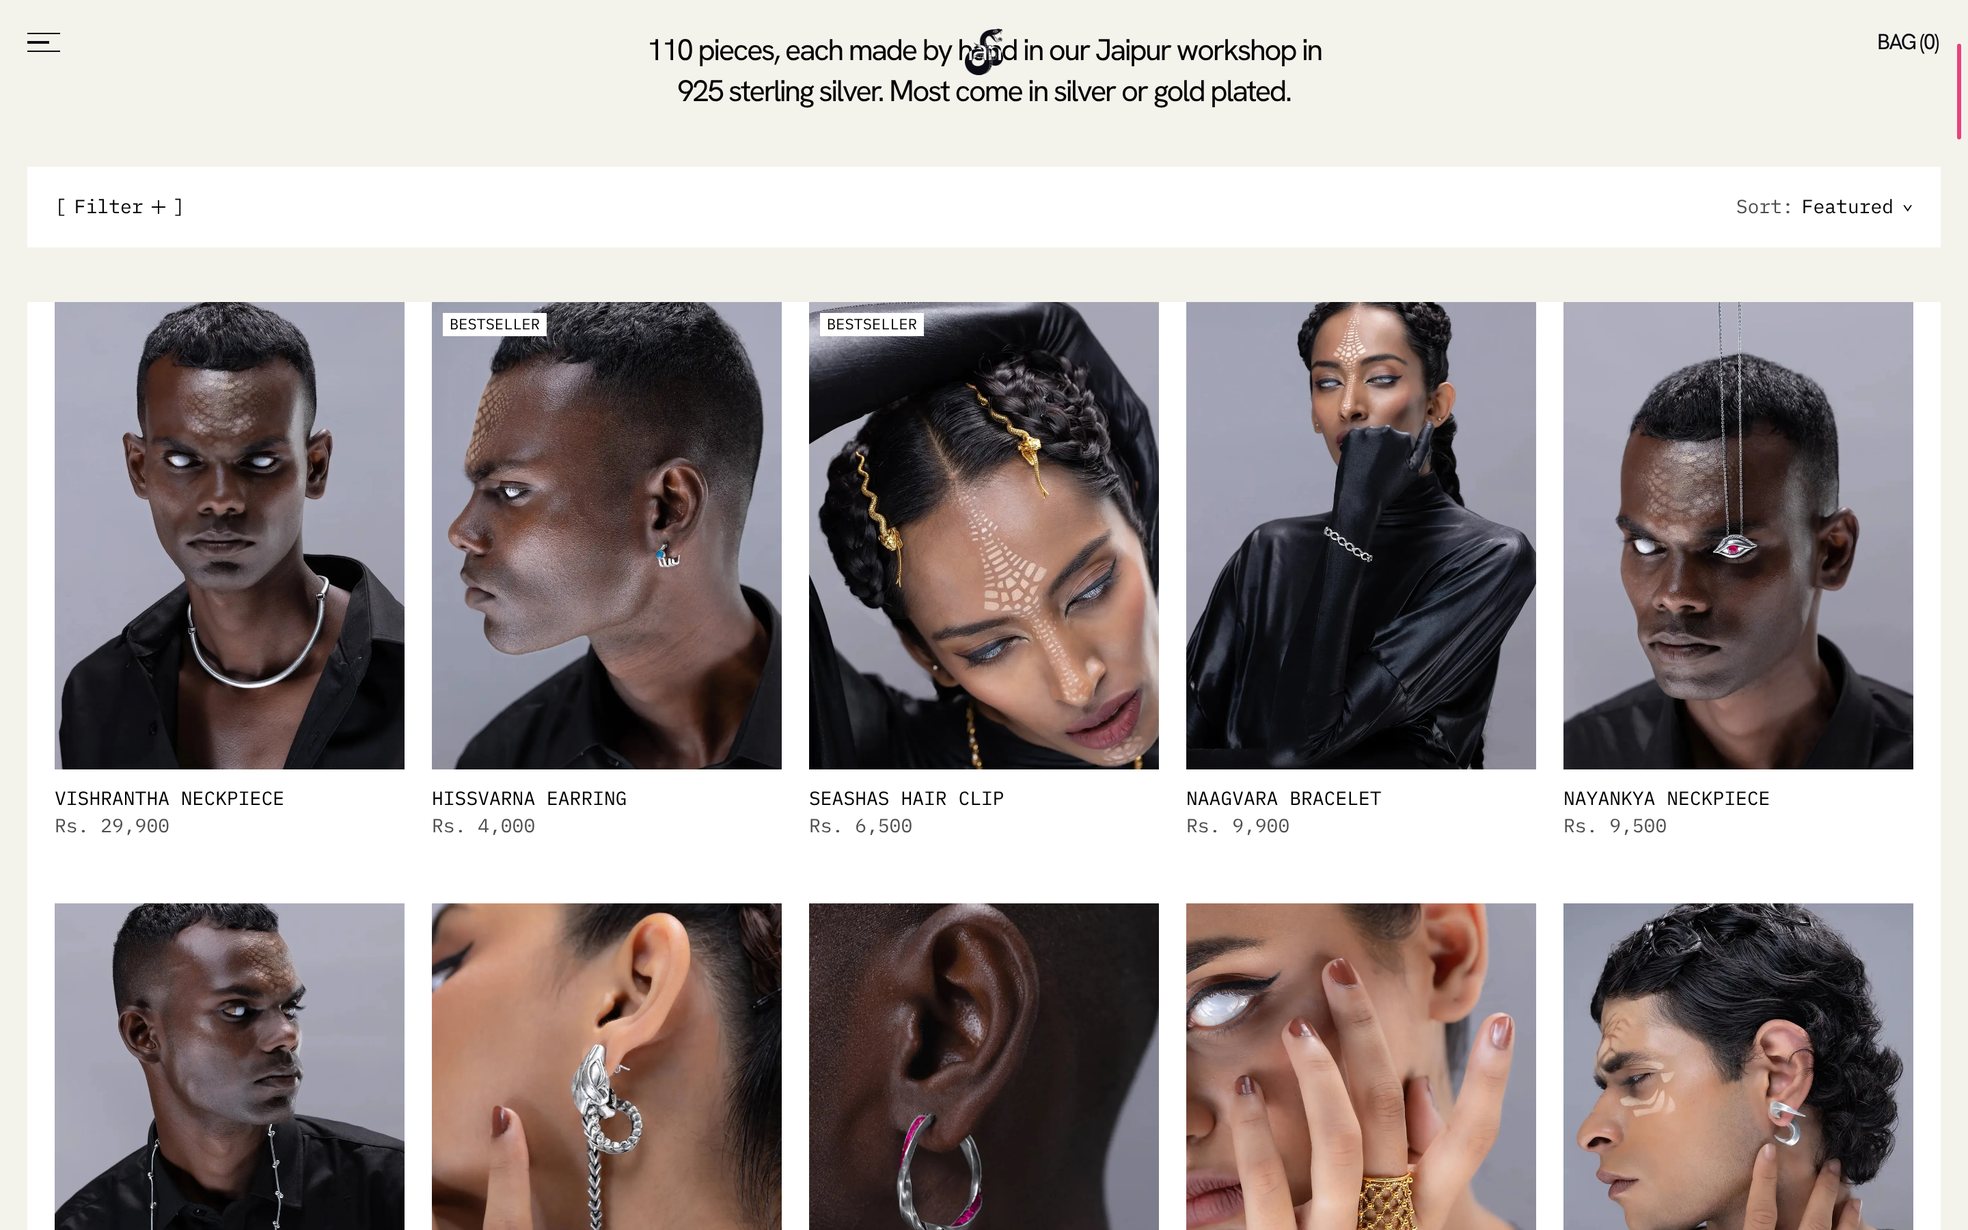 110 pieces, each made by hand in our Jaipur workshop in
925 sterling silver. Most come in silver or gold plated.
BAG (0)
[ Filter + ]
Sort: Featured
BESTSELLER
BESTSELLER
VISHRANTHA NECKPIECE
Rs. 29,900
HISSVARNA EARRING
Rs. 4,000
SEASHAS HAIR CLIP
Rs. 6,500
NAAGVARA BRACELET
Rs. 9,900
NAYANKYA NECKPIECE
Rs. 9,500